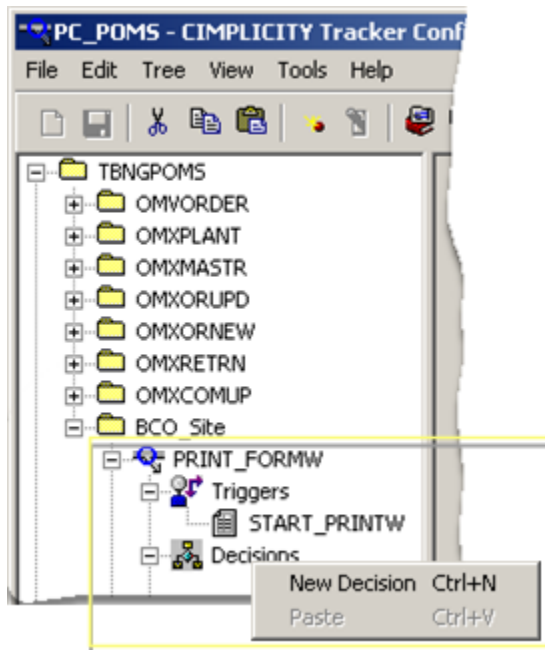 PC_POMS - CIMPLICITY Tracker Conf
File Edit Tree View Tools Help
TBNGPOMS
OMVORDER
OMXPLANT
OMXMASTR
OMXORUPD
OMXORNEW
OMXRETRN
OMXCOMUP
BCO_Site
PRINT_FORMW
Triggers
START_PRINTW
Decisions
New Decision Ctrl+N
Paste Ctrl+V